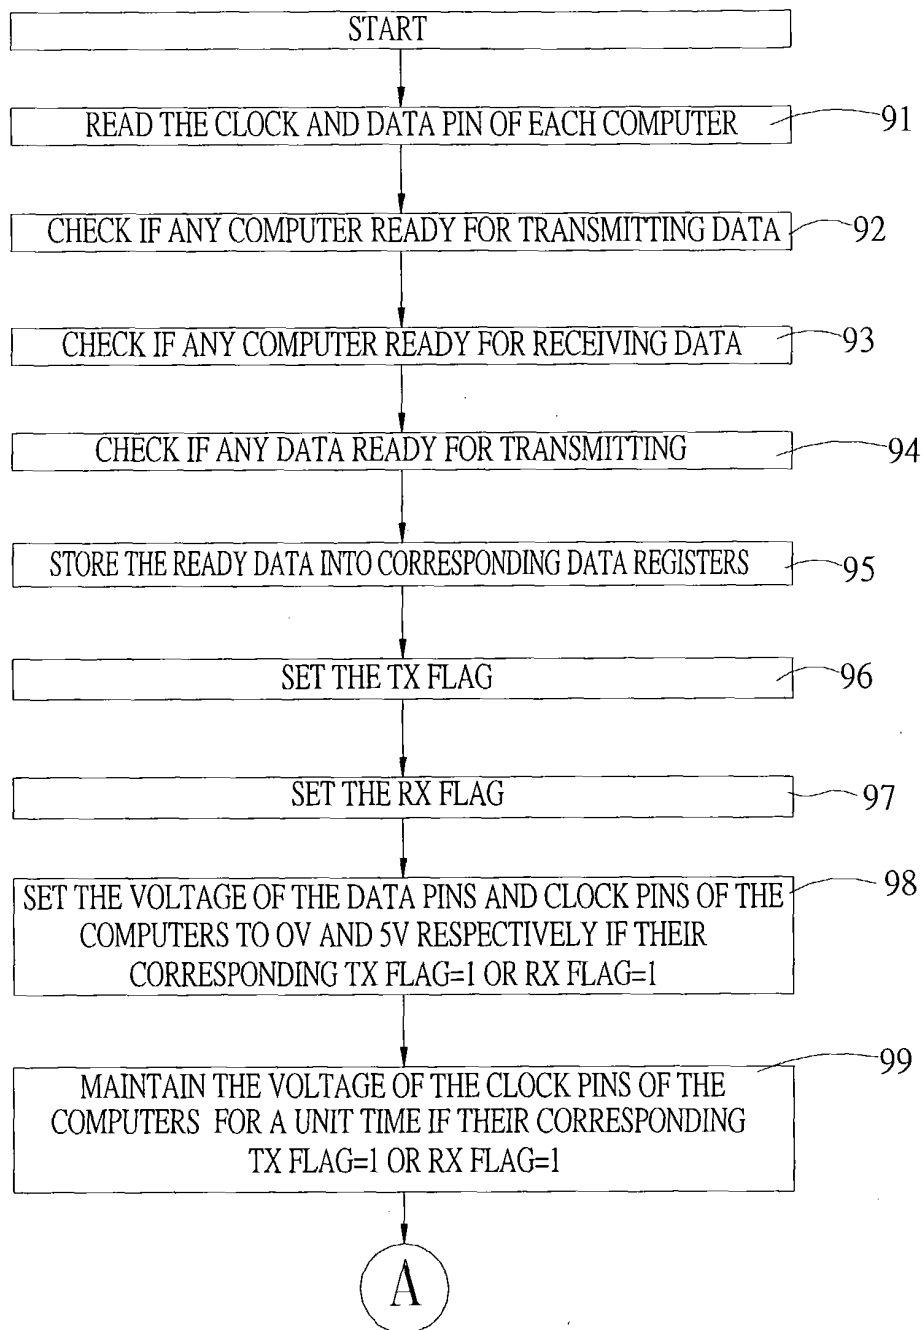 START
READ THE CLOCK AND DATA PIN OF EACH COMPUTER
91
CHECK IF ANY COMPUTER READY FOR TRANSMITTING DATA
92
CHECK IF ANY COMPUTER READY FOR RECEIVING DATA
93
CHECK IF ANY DATA READY FOR TRANSMITTING
94
STORE THE READY DATA INTO CORRESPONDING DATA REGISTERS
95
SET THE TX FLAG
96
SET THE RX FLAG
97
SET THE VOLTAGE OF THE DATA PINS AND CLOCK PINS OF THE
COMPUTERS TO 0V AND 5V RESPECTIVELY IF THEIR
CORRESPONDING TX FLAG=1 OR RX FLAG=1
98
MAINTAIN THE VOLTAGE OF THE CLOCK PINS OF THE
COMPUTERS FOR A UNIT TIME IF THEIR CORRESPONDING
TX FLAG=1 OR RX FLAG=1
99
A